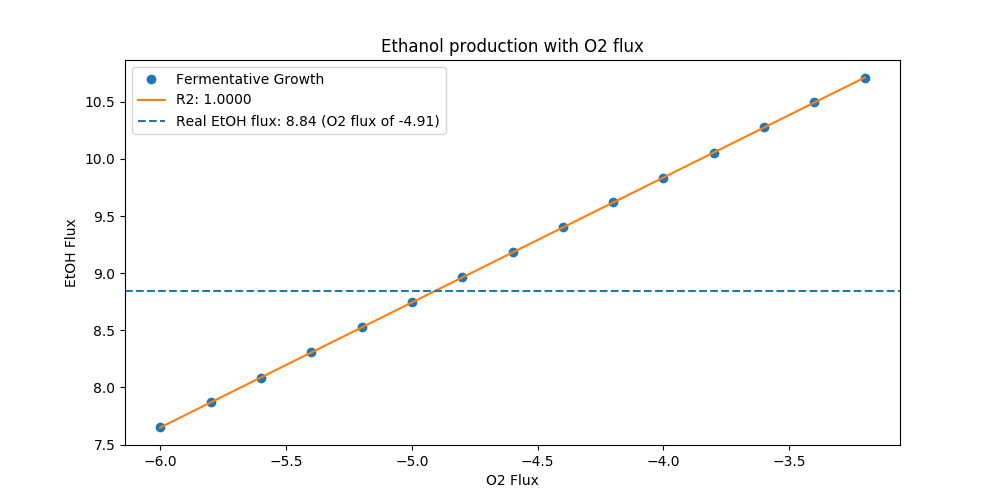 Ethanol production with O2 flux
Fermentative Growth
R2: 1.0000
Real EtOH flux: 8.84 (O2 flux of -4.91)
EtOH Flux
10.5
10.0
9.5
9.0
8.5
8.0
7.5
−6.0
−5.5
−5.0
−4.5
−4.0
−3.5
O2 Flux